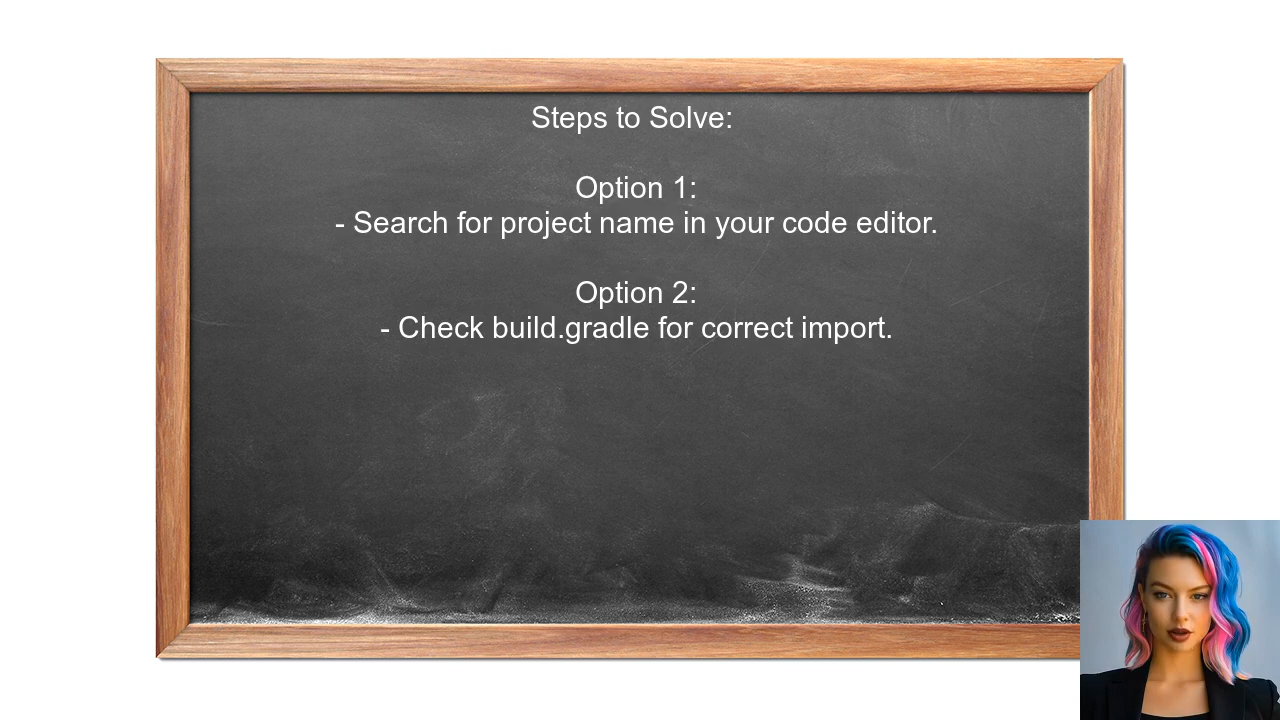 Steps to Solve:
Option 1:
- Search for project name in your code editor.
Option 2:
- Check build.gradle for correct import.